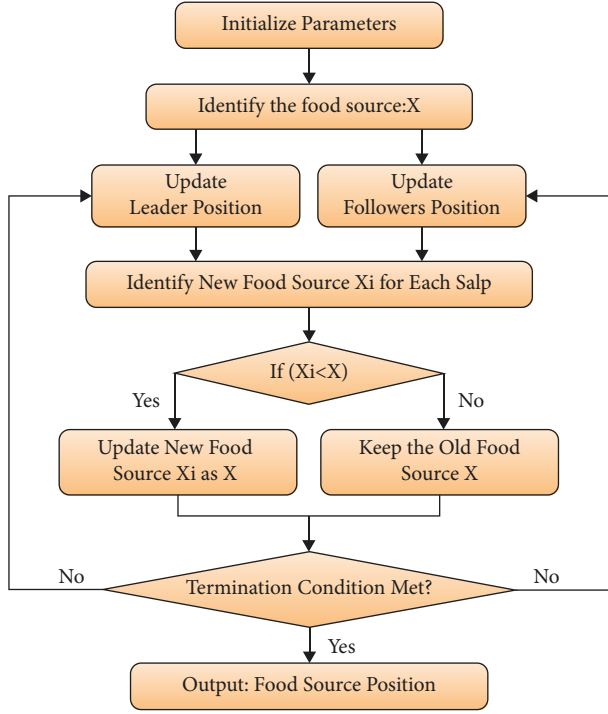 Initialize Parameters
Identify the food source:X
Update
Leader Position
Update
Followers Position
Identify New Food Source Xi for Each Salp
If (Xi<X)
Yes
No
Update New Food
Source Xi as X
Keep the Old Food
Source X
No
Termination Condition Met?
No
Yes
Output: Food Source Position